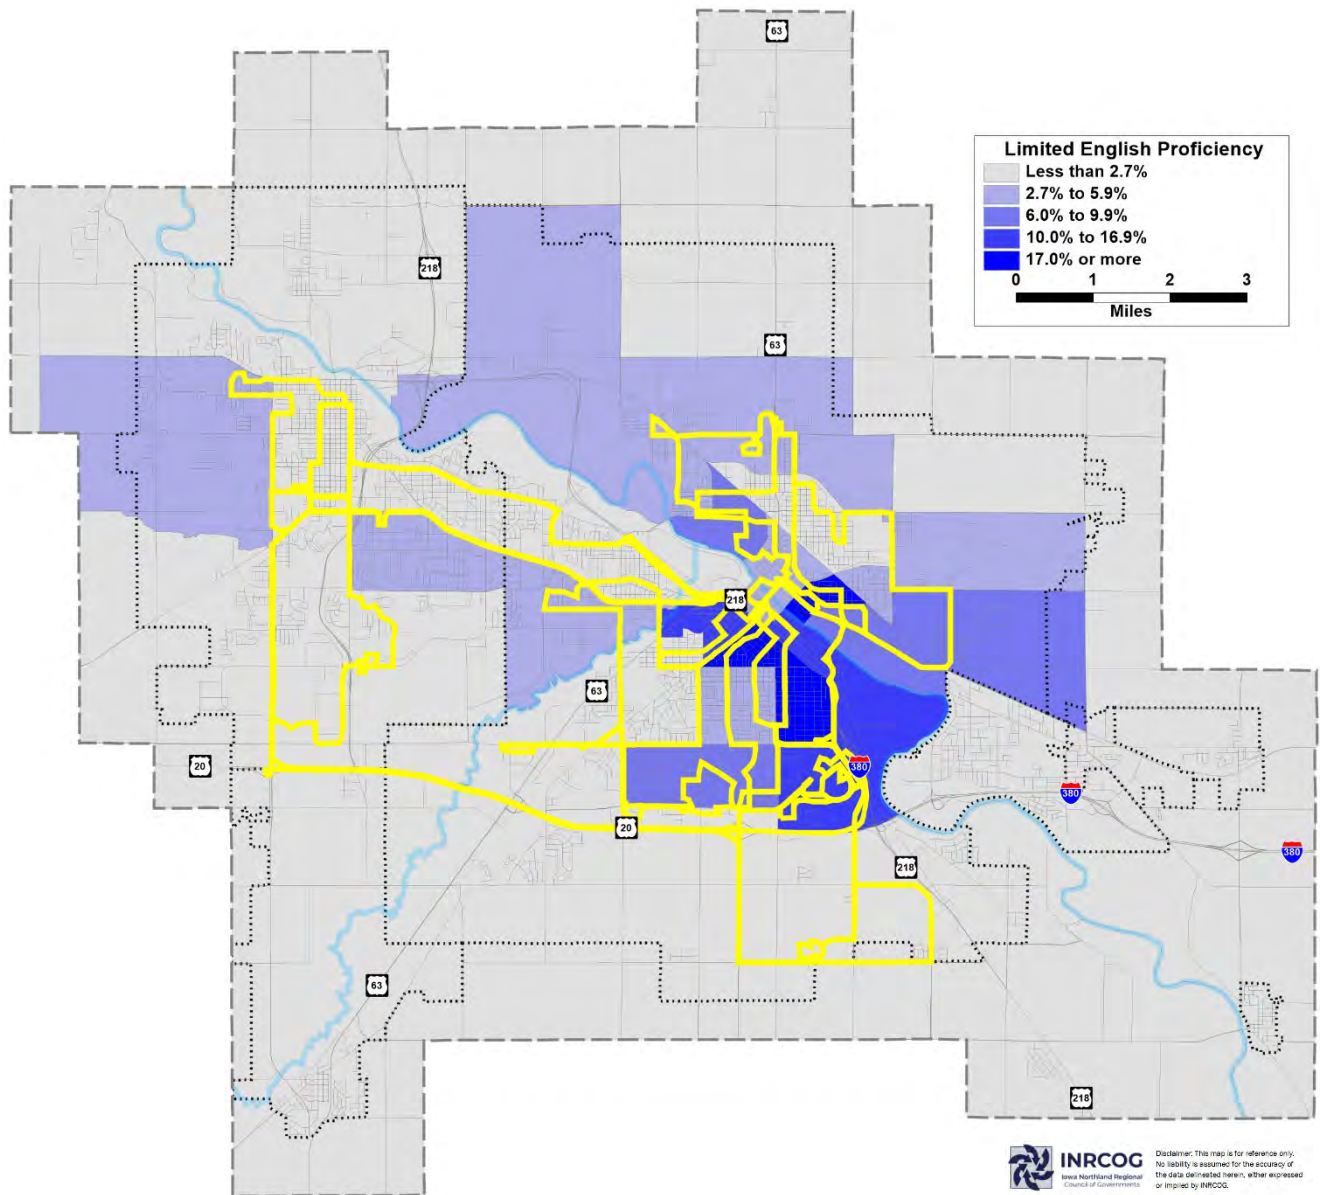 63
Limited English Proficiency
Less than 2.7%
2.7% to 5.9%
6.0% to 9.9%
10.0% to 16.9%
17.0% or more
0 1 2 3
Miles
218
63
218
63
20
380
380
20
380
218
63
218
INRCOG
Iowa Northland Regional
Council of Governments
Disclaimer: This map is for reference only.
No liability is assumed for the accuracy of
the data delineated herein, either expressed
or implied by INRCOG.